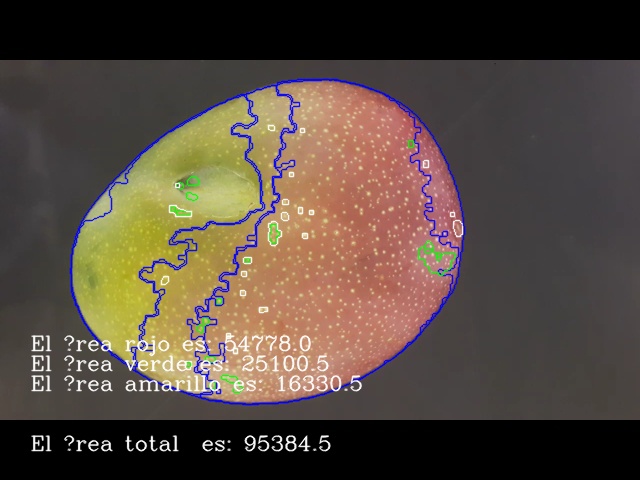 El ?rea rojo es: 54778.0
El ?rea verde es: 25100.5
El ?rea amarillo es: 16330.5
El ?rea total  es: 95384.5